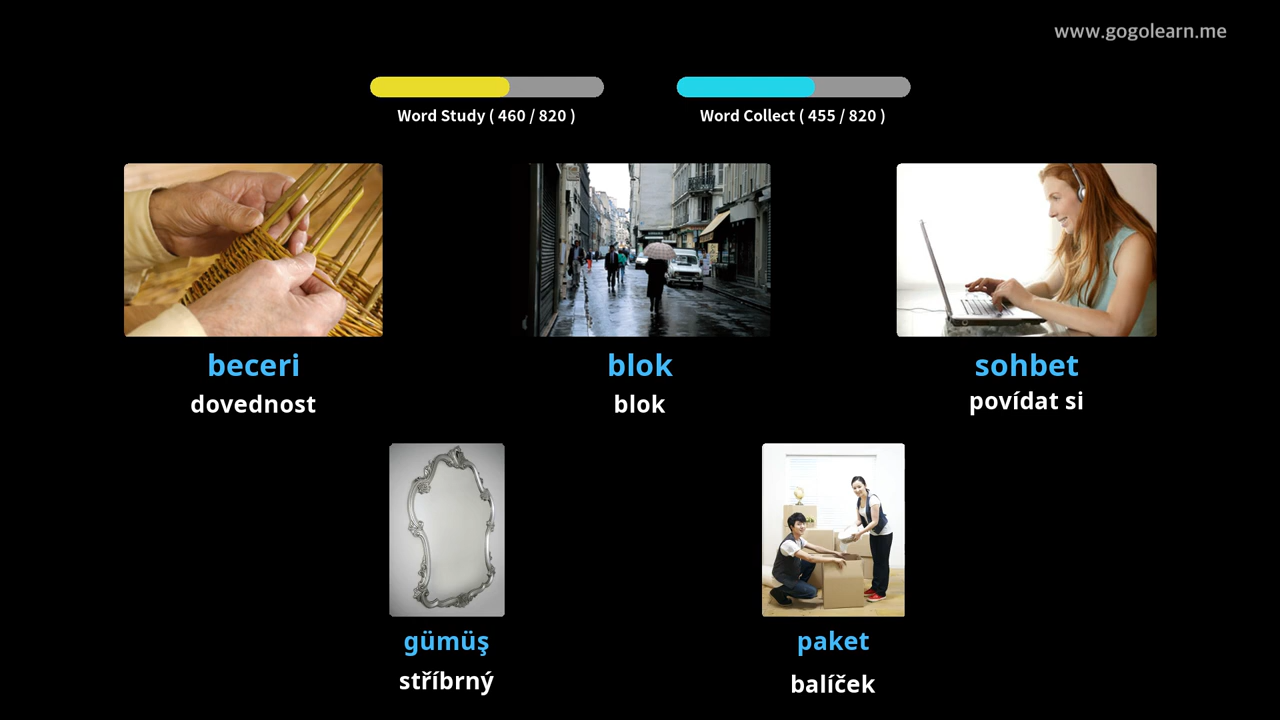 www.gogolearn.me
Word Study ( 460 / 820 )
Word Collect ( 455 / 820 )
beceri
dovednost
blok
blok
sohbet
povídat si
gümüş
stříbrný
paket
balíček